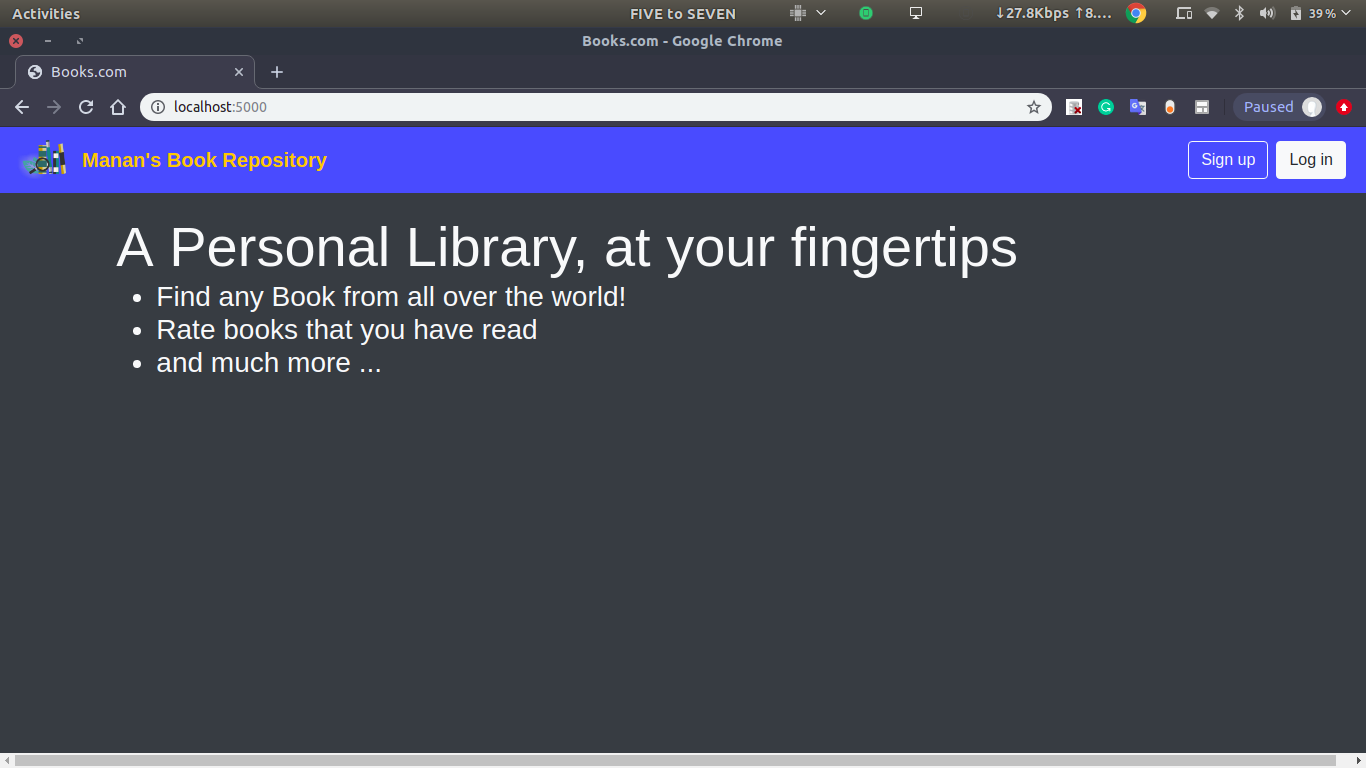 Activities FIVE to SEVEN ↓27.8Kbps ↑8.... 39 %
Books.com - Google Chrome
Books.com
localhost:5000 Paused
Manan's Book Repository Sign up Log in
A Personal Library, at your fingertips
• Find any Book from all over the world!
• Rate books that you have read
• and much more ...